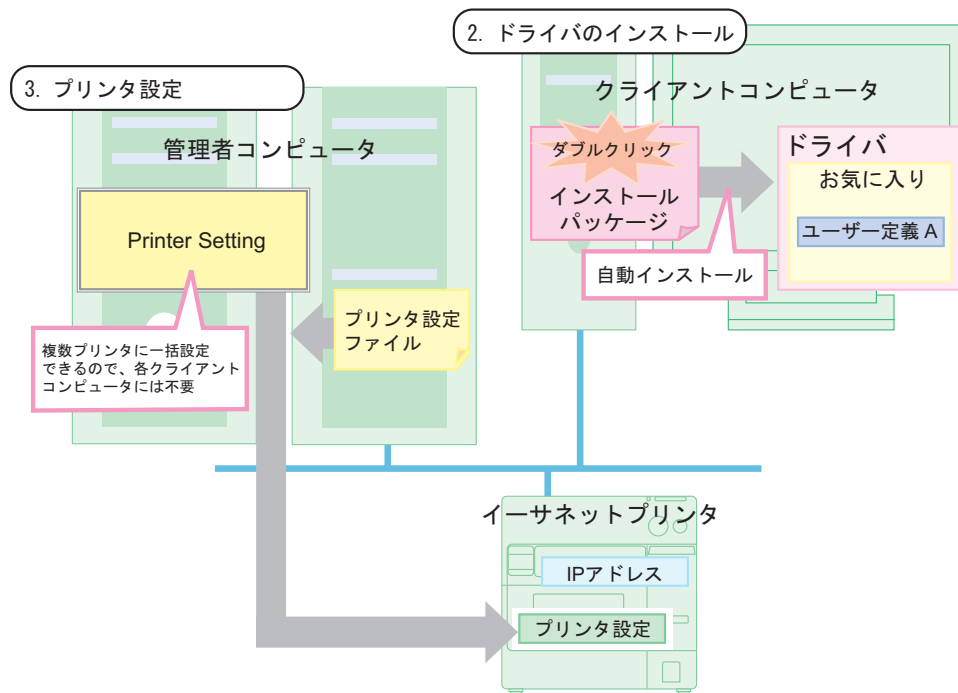 2. ドライバのインストール
3. プリンタ設定
クライアントコンピュータ
管理者コンピュータ
ダブルクリック
インストール
パッケージ
ドライバ
お気に入り
ユーザー定義 A
自動インストール
Printer Setting
プリンタ設定
ファイル
複数プリンタに一括設定
できるので、各クライアント
コンピュータには不要
イーサネットプリンタ
IPアドレス
プリンタ設定